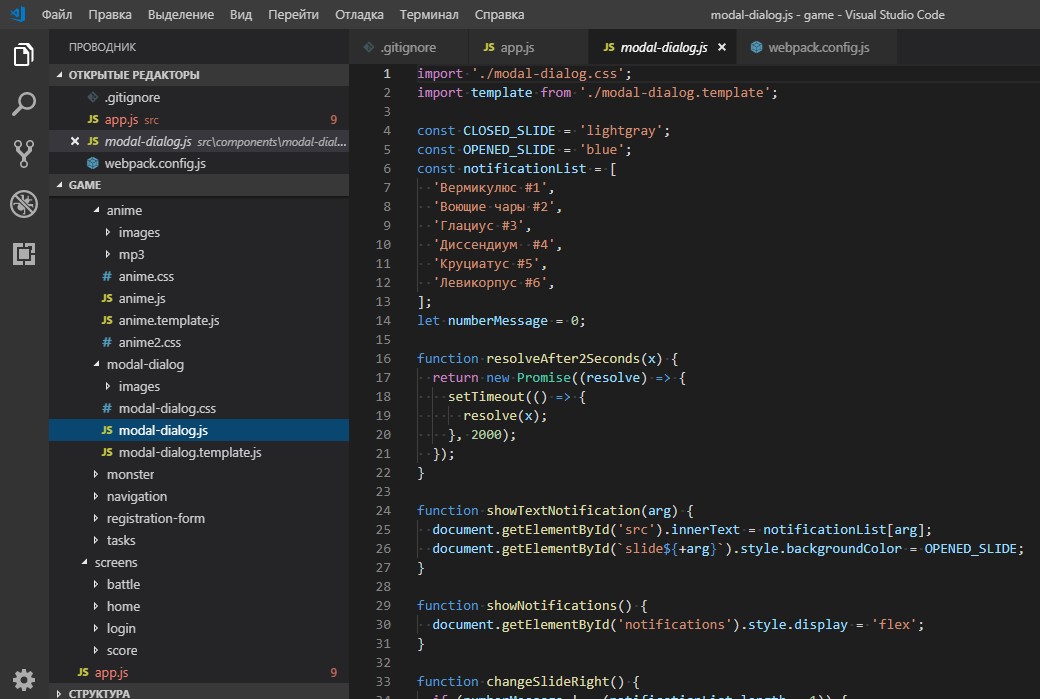 Файл Правка Выделение Вид Перейти Отладка Терминал Справка modal-dialog.js - game - Visual Studio Code
ПРОВОДНИК
ОТКРЫТЫЕ РЕДАКТОРЫ
.gitignore
JS app.js src 9
JS modal-dialog.js src\components\modal-dial...
webpack.config.js
GAME
anime
images
mp3
# anime.css
JS anime.js
JS anime.template.js
# anime2.css
modal-dialog
images
# modal-dialog.css
JS modal-dialog.js
JS modal-dialog.template.js
monster
navigation
registration-form
tasks
screens
battle
home
login
score
JS app.js 9
СТРУКТУРА
.gitignore JS app.js JS modal-dialog.js webpack.config.js
1 import './modal-dialog.css';
2 import template from './modal-dialog.template';
3
4 const CLOSED_SLIDE = 'lightgray';
5 const OPENED_SLIDE = 'blue';
6 const notificationList = [
7 'Вермикулюс #1',
8 'Воющие чары #2',
9 'Глациус #3',
10 'Диссендиум  #4',
11 'Круциатус #5',
12 'Левикорпус #6',
13 ];
14 let numberMessage = 0;
15
16 function resolveAfter2Seconds(x) {
17 return new Promise((resolve) => {
18 setTimeout(() => {
19 resolve(x);
20 }, 2000);
21 });
22 }
23
24 function showTextNotification(arg) {
25 document.getElementById('src').innerText = notificationList[arg];
26 document.getElementById(`slide${+arg}`).style.backgroundColor = OPENED_SLIDE;
27 }
28
29 function showNotifications() {
30 document.getElementById('notifications').style.display = 'flex';
31 }
32
33 function changeSlideRight() {